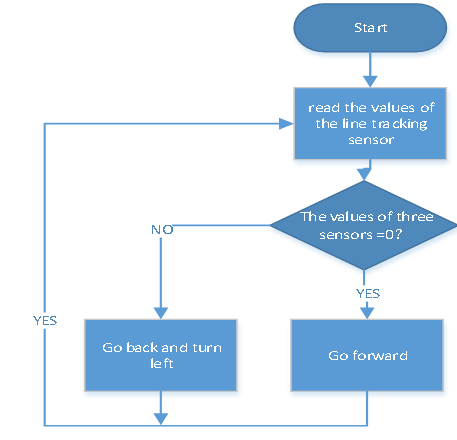 Start
read the values of
the line tracking
sensor
The values of three
sensors =0?
NO
YES
YES
Go back and turn
left
Go forward